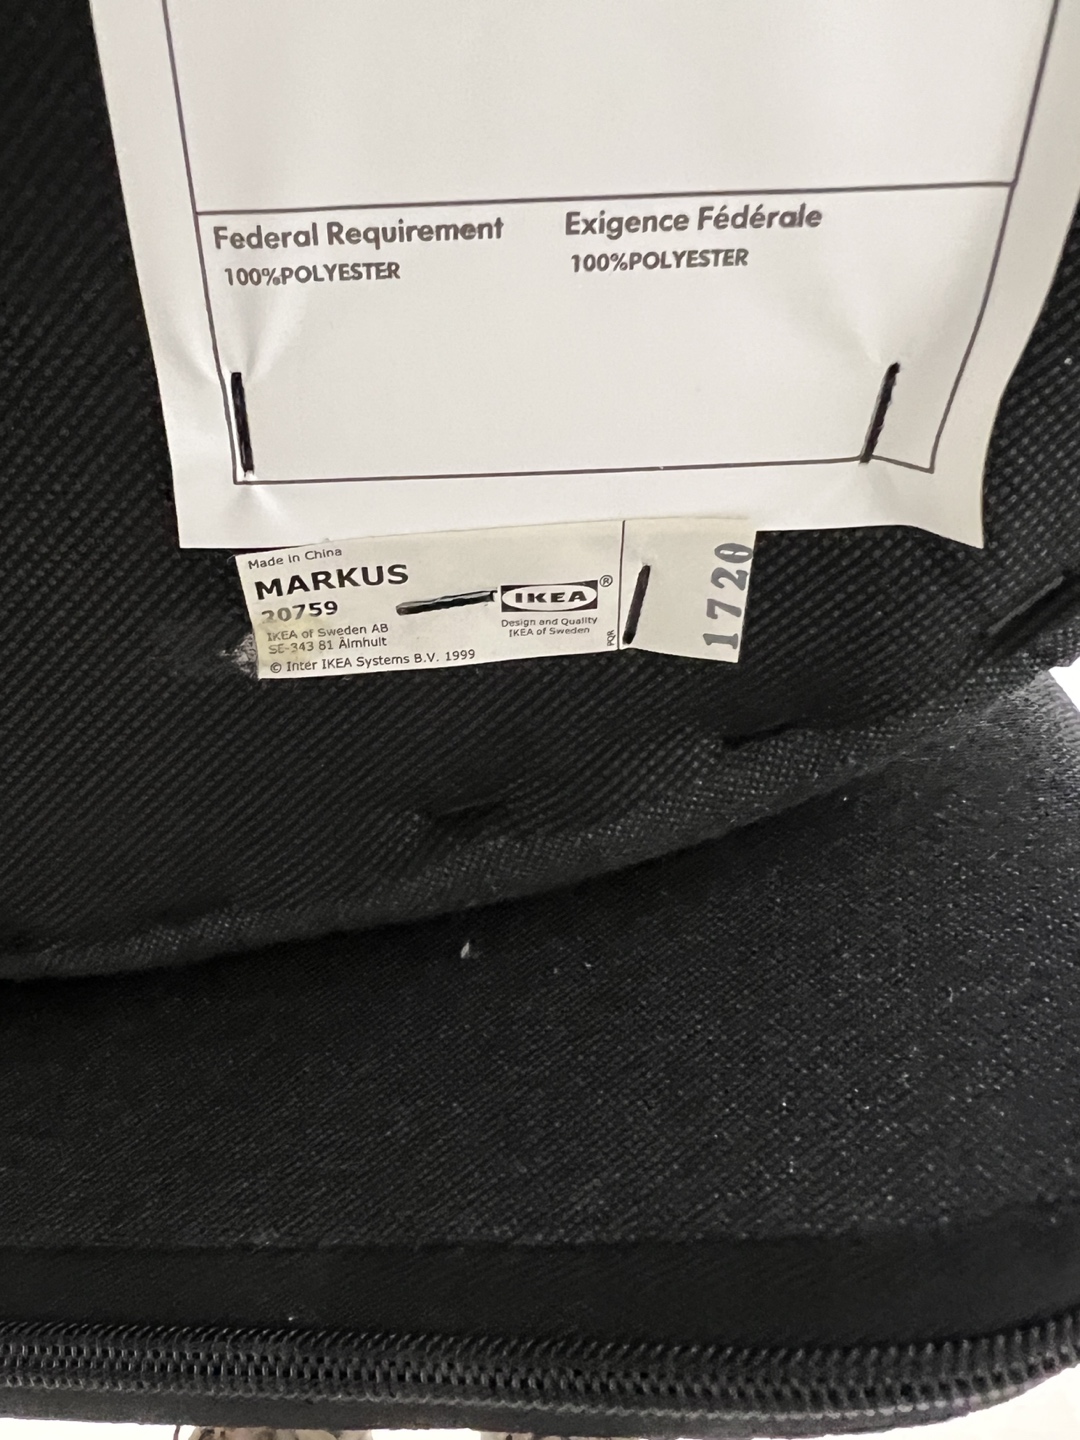 Federal Requirement
100%POLYESTER
Exigence Fédérale
100%POLYESTER
Made in China
MARKUS
20759
IKEA of Sweden AB
SE-343 81 Älmhult
© Inter IKEA Systems B.V. 1999
IKEA®
Design and Quality
IKEA of Sweden
PQR
1720